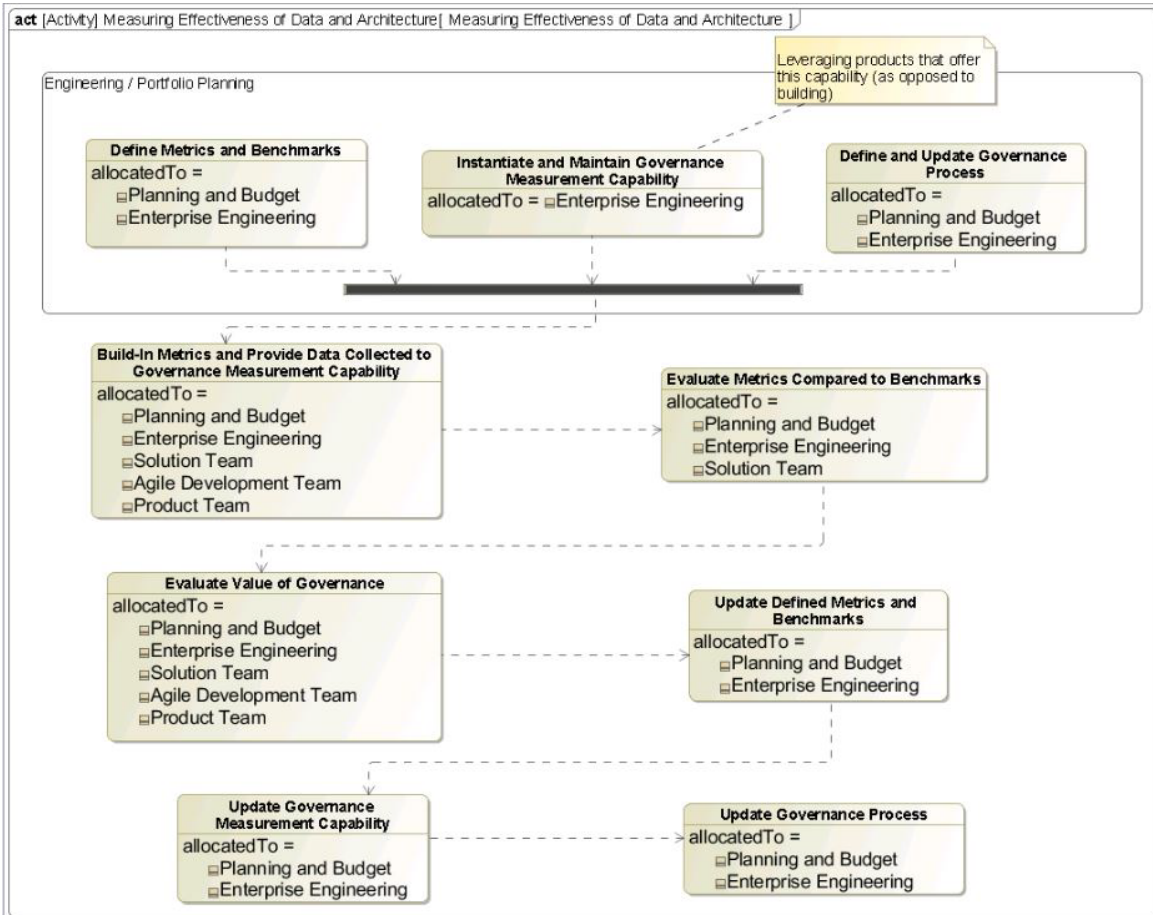 act [Activity] Measuring Effectiveness of Data and Architecture[ Measuring Effectiveness of Data and Architecture ]
Leveraging products that offer
this capability (as opposed to
building)
Engineering / Portfolio Planning
Define Metrics and Benchmarks
allocatedTo =
Planning and Budget
Enterprise Engineering
Instantiate and Maintain Governance
Measurement Capability
allocatedTo = Enterprise Engineering
Define and Update Governance
Process
allocatedTo =
Planning and Budget
Enterprise Engineering
Build-In Metrics and Provide Data Collected to
Governance Measurement Capability
allocatedTo =
Planning and Budget
Enterprise Engineering
Solution Team
Agile Development Team
Product Team
Evaluate Metrics Compared to Benchmarks
allocatedTo =
Planning and Budget
Enterprise Engineering
Solution Team
Evaluate Value of Governance
allocatedTo =
Planning and Budget
Enterprise Engineering
Solution Team
Agile Development Team
Product Team
Update Defined Metrics and
Benchmarks
allocatedTo =
Planning and Budget
Enterprise Engineering
Update Governance
Measurement Capability
allocatedTo =
Planning and Budget
Enterprise Engineering
Update Governance Process
allocatedTo =
Planning and Budget
Enterprise Engineering